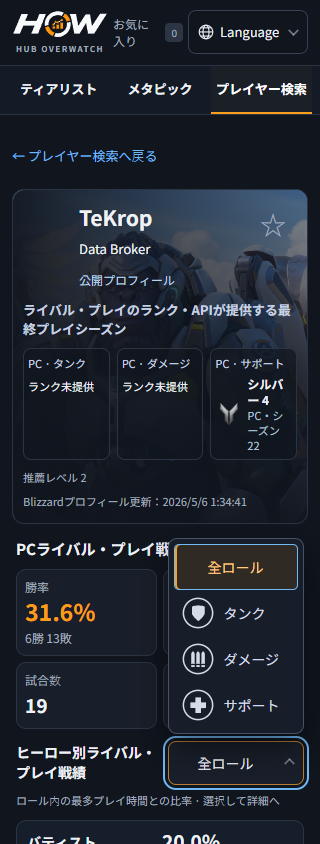 HOW
HUB OVERWATCH
お気に
入り
0
Language
ティアリスト
メタピック
プレイヤー検索
← プレイヤー検索へ戻る
TeKrop
☆
Data Broker
公開プロフィール
ライバル・プレイのランク・APIが提供する最
終プレイシーズン
PC · タンク
ランク未提供
PC · ダメージ
ランク未提供
PC · サポート
シルバ
ー 4
PC・シ
ーズン
22
推薦レベル 2
Blizzardプロフィール更新：2026/5/6 1:34:41
PCライバル・プレイ戦
勝率
31.6%
6勝 13敗
試合数
19
全ロール
タンク
ダメージ
サポート
ヒーロー別ライバル・
プレイ戦績
全ロール
ロール内の最多プレイ時間との比率・選択して詳細へ
バティスト
20.0%